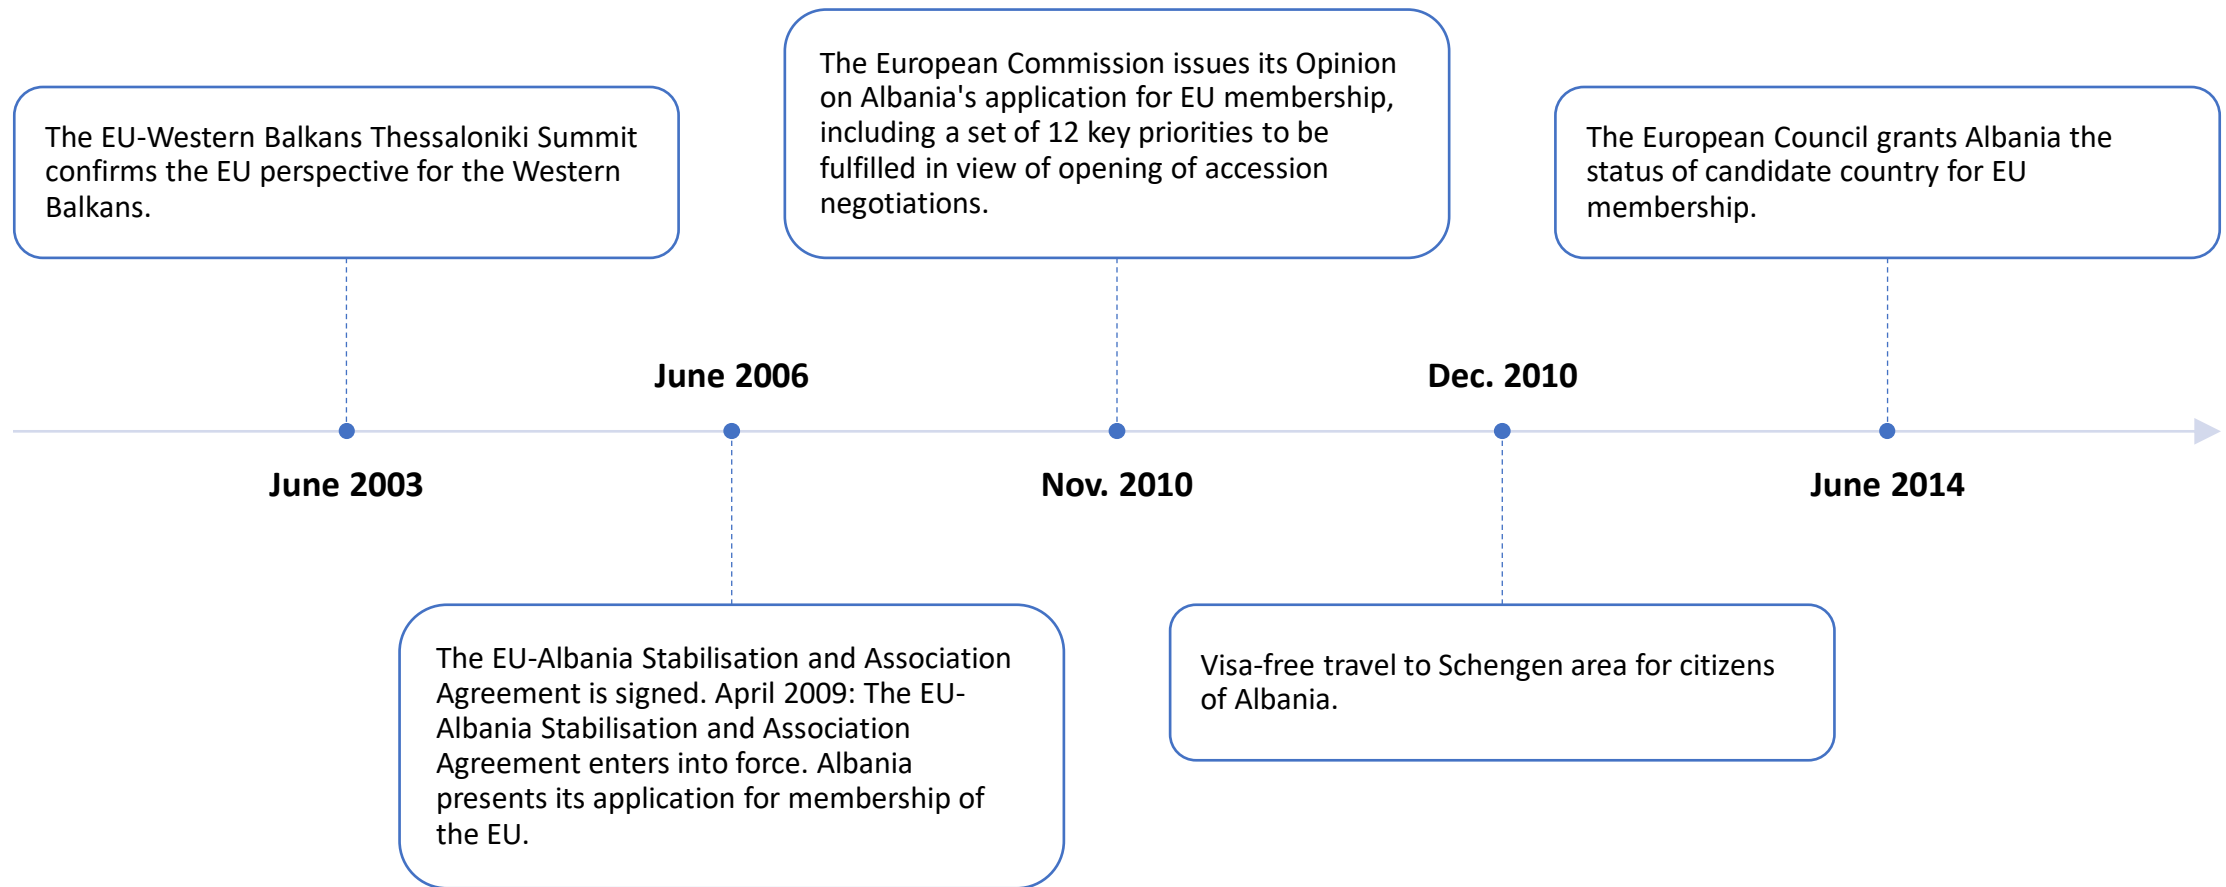 The EU-Western Balkans Thessaloniki Summit
confirms the EU perspective for the Western
Balkans.
June 2003
June 2006
The EU-Albania Stabilisation and Association
Agreement is signed. April 2009: The EU-
Albania Stabilisation and Association
Agreement enters into force. Albania
presents its application for membership of
the EU.
The European Commission issues its Opinion
on Albania's application for EU membership,
including a set of 12 key priorities to be
fulfilled in view of opening of accession
negotiations.
Nov. 2010
Dec. 2010
Visa-free travel to Schengen area for citizens
of Albania.
The European Council grants Albania the
status of candidate country for EU
membership.
June 2014